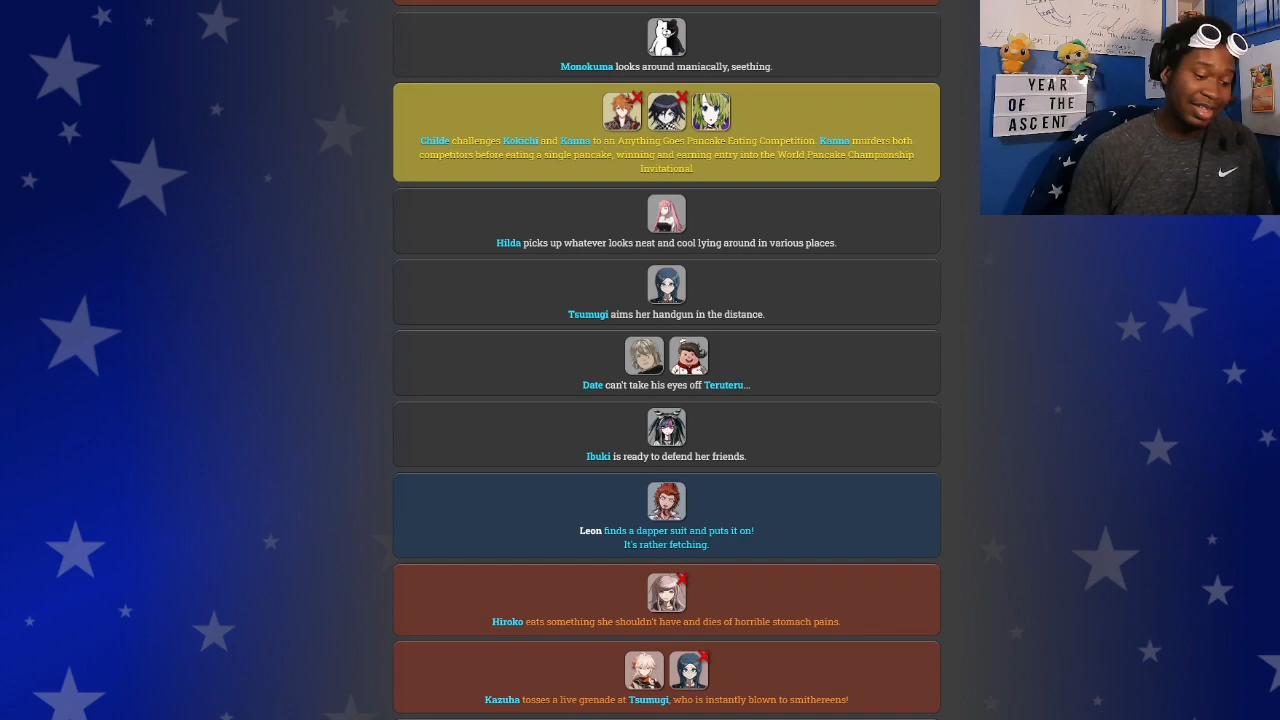 Monokuma looks around maniacally, seething.
Childe challenges Kokichi and Kanna to an Anything Goes Pancake Eating Competition. Kanna murders both
competitors before eating a single pancake, winning and earning entry into the World Pancake Championship
Invitational.
Hilda picks up whatever looks neat and cool lying around in various places.
Tsumugi aims her handgun in the distance.
Date can't take his eyes off Teruteru...
Ibuki is ready to defend her friends.
Leon finds a dapper suit and puts it on!
It's rather fetching.
Hiroko eats something she shouldn't have and dies of horrible stomach pains.
Kazuha tosses a live grenade at Tsumugi, who is instantly blown to smithereens!
YEAR
OF THE
ASCENT